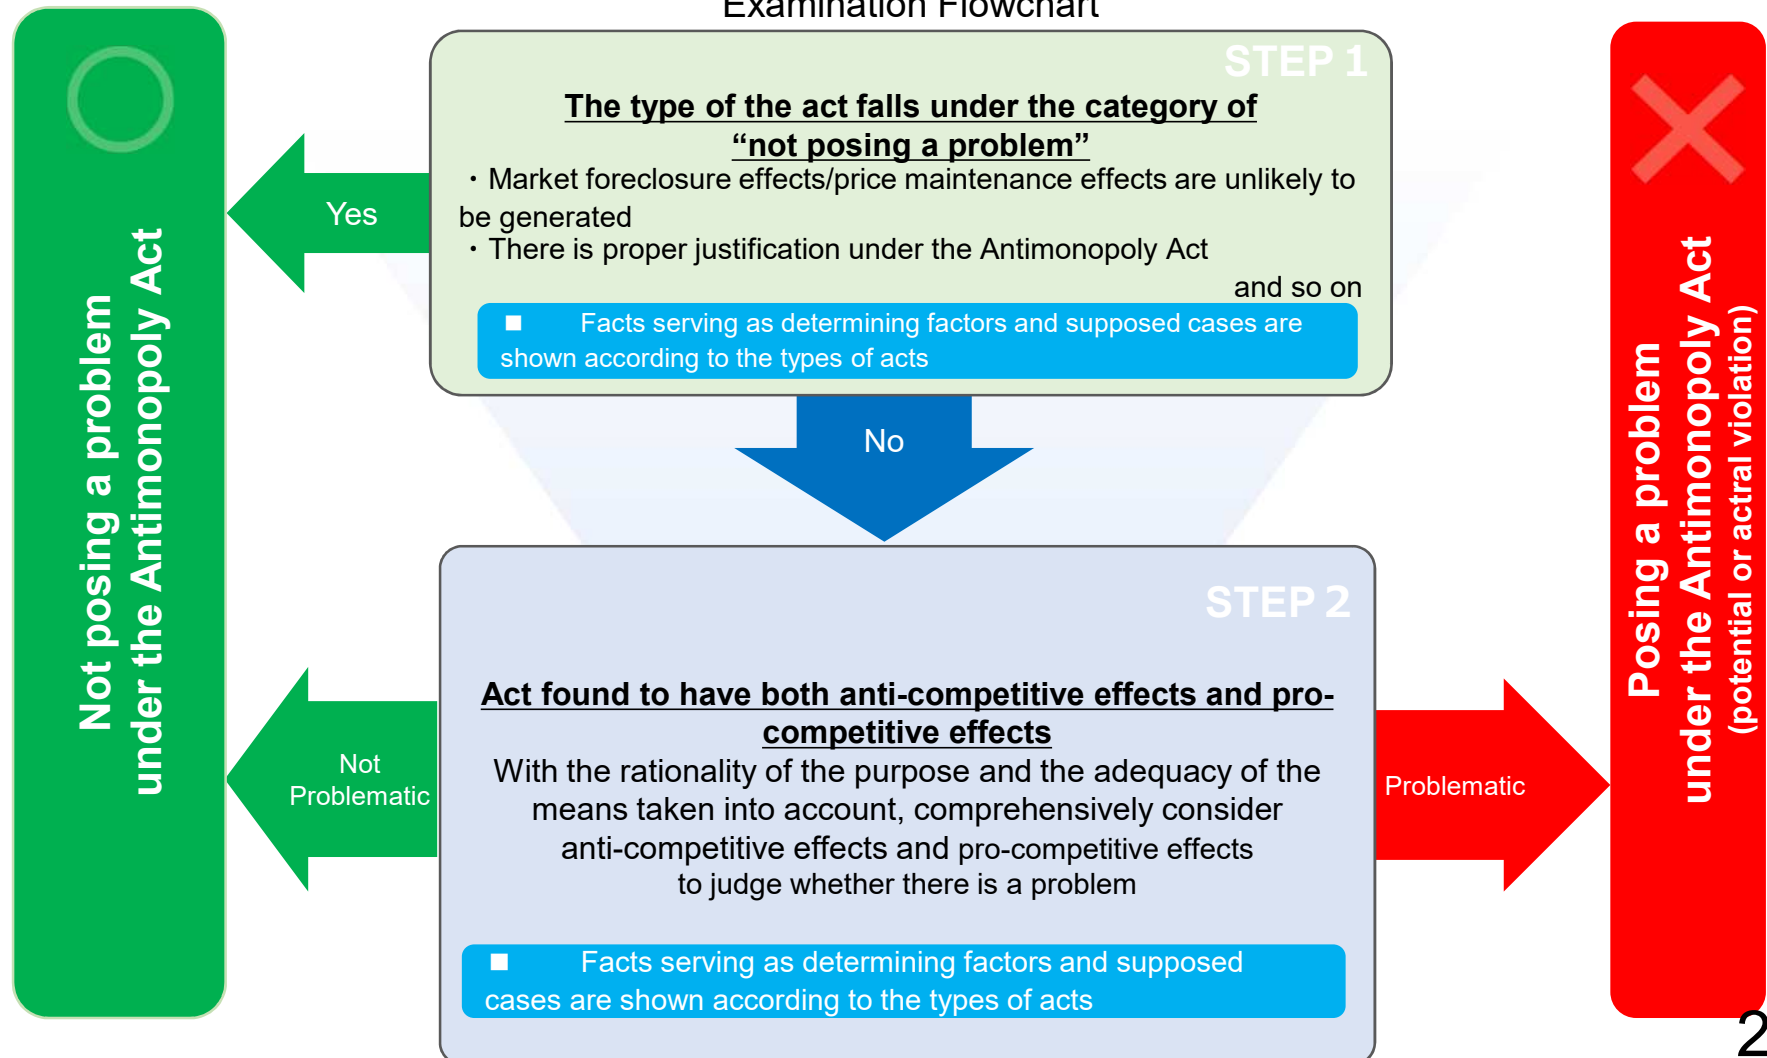 Examination Flowchart
Not posing a problem
under the Antimonopoly Act
STEP 1
The type of the act falls under the category of
“not posing a problem”
・Market foreclosure effects/price maintenance effects are unlikely to
be generated
・There is proper justification under the Antimonopoly Act
and so on
■ Facts serving as determining factors and supposed cases are
shown according to the types of acts
Yes
No
STEP 2
Act found to have both anti-competitive effects and pro-
competitive effects
With the rationality of the purpose and the adequacy of the
means taken into account, comprehensively consider
anti-competitive effects and pro-competitive effects
to judge whether there is a problem
■ Facts serving as determining factors and supposed
cases are shown according to the types of acts
Not
Problematic
Problematic
Posing a problem
under the Antimonopoly Act
(potential or actral violation)
2